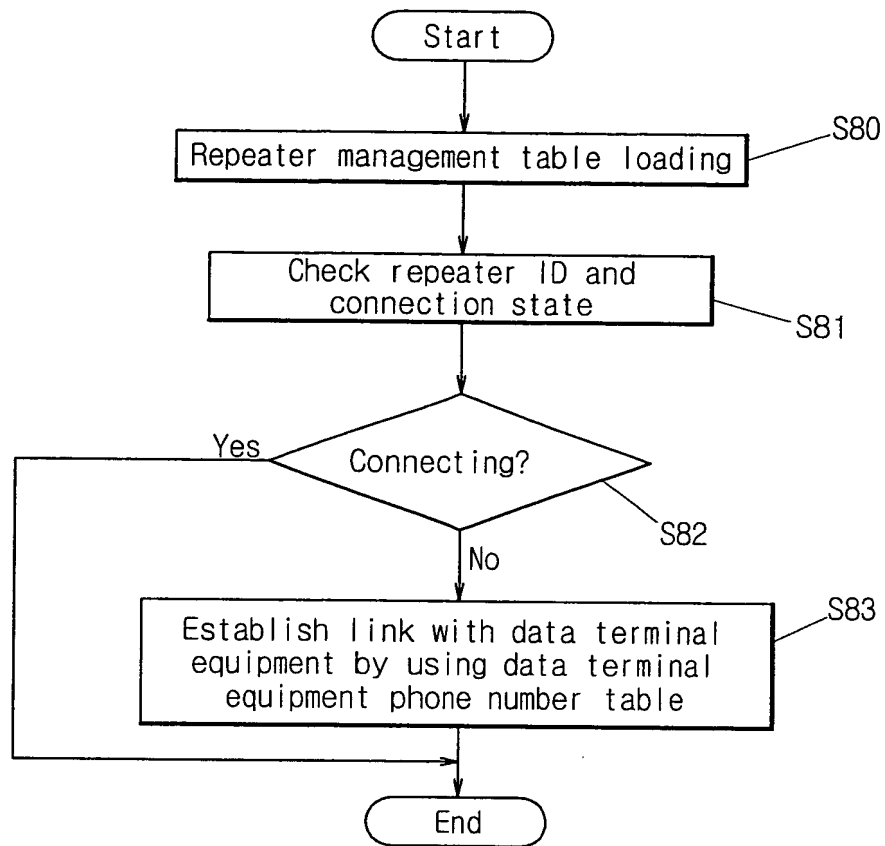 Start
S80
Repeater management table loading
Check repeater ID and
connection state
S81
Yes
Connecting?
S82
No
S83
Establish link with data terminal
equipment by using data terminal
equipment phone number table
End